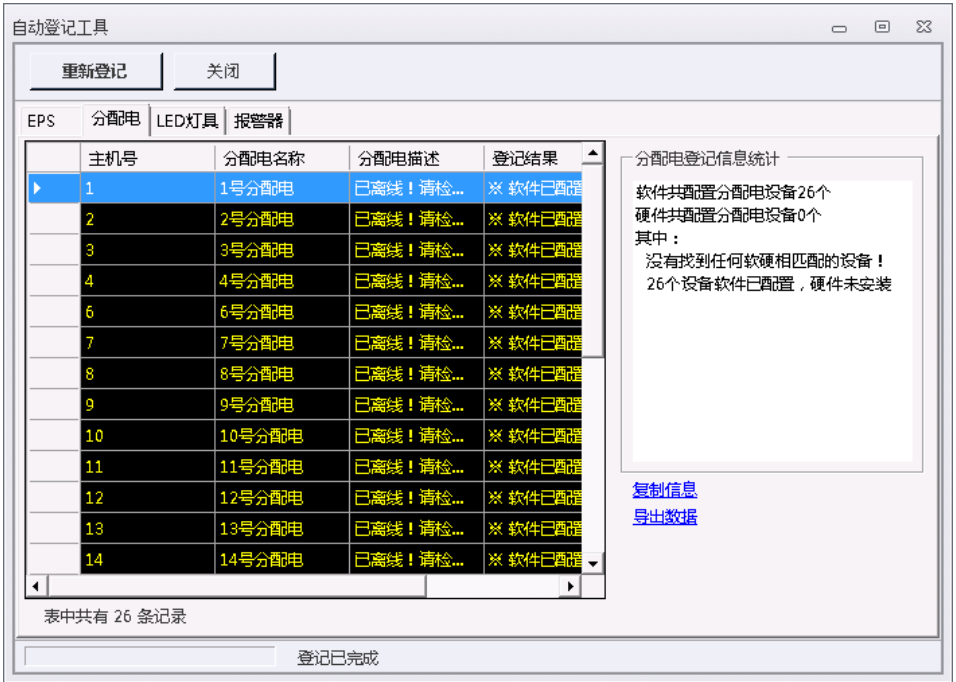 自动登记工具
重新登记 关闭
EPS 分配电 LED灯具 报警器
主机号 分配电名称 分配电描述 登记结果
1 1号分配电 已离线！请检... ※ 软件已配置
2 2号分配电 已离线！请检... ※ 软件已配置
3 3号分配电 已离线！请检... ※ 软件已配置
4 4号分配电 已离线！请检... ※ 软件已配置
6 6号分配电 已离线！请检... ※ 软件已配置
7 7号分配电 已离线！请检... ※ 软件已配置
8 8号分配电 已离线！请检... ※ 软件已配置
9 9号分配电 已离线！请检... ※ 软件已配置
10 10号分配电 已离线！请检... ※ 软件已配置
11 11号分配电 已离线！请检... ※ 软件已配置
12 12号分配电 已离线！请检... ※ 软件已配置
13 13号分配电 已离线！请检... ※ 软件已配置
14 14号分配电 已离线！请检... ※ 软件已配置
表中共有 26 条记录
分配电登记信息统计
软件共配置分配电设备26个
硬件共配置分配电设备0个
其中：
没有找到任何软硬相匹配的设备！
26个设备软件已配置，硬件未安装
复制信息
导出数据
登记已完成